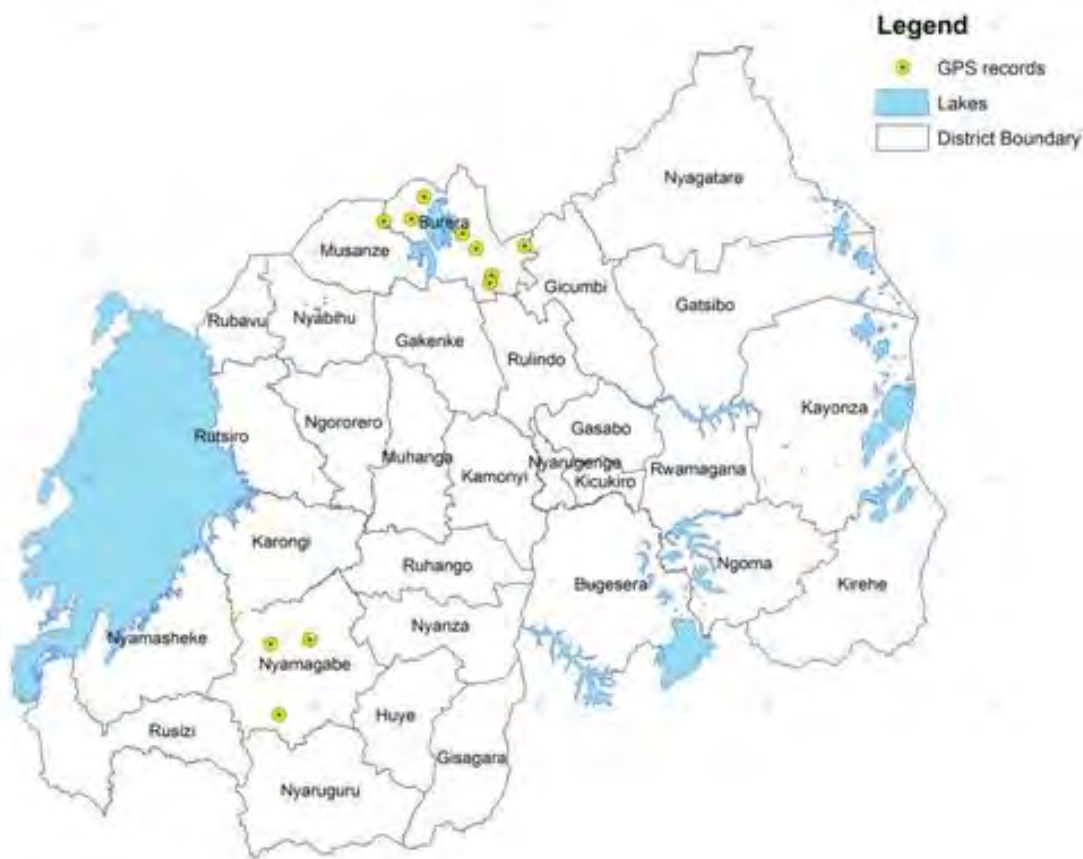 Legend
GPS records
Lakes
District Boundary
Nyagatare
Burera
Musanze
Gicumbi
Gatsibo
Rubavu
Nyabihu
Gakenke
Rulindo
Kayonza
Rutsiro
Ngororero
Gasabo
Muhanga
Nyarugenge
Kamonyi
Kicukiro
Rwamagana
Karongi
Ruhango
Bugesera
Ngoma
Kirehe
Nyamasheke
Nyanza
Nyamagabe
Huye
Rusizi
Gisagara
Nyaruguru